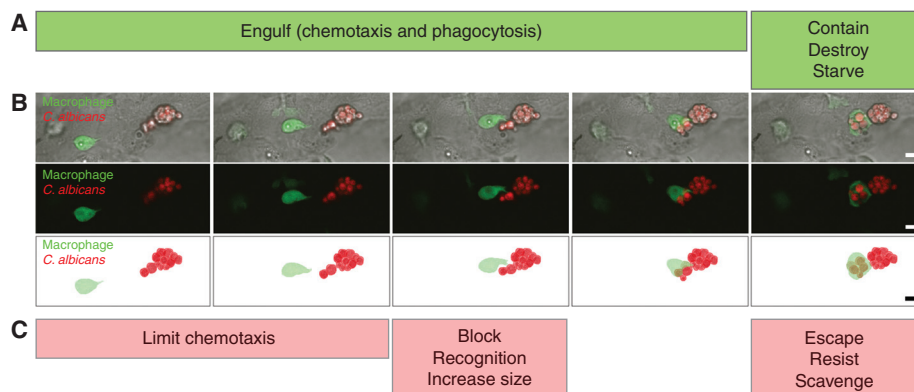 A
Engulf (chemotaxis and phagocytosis)
Contain
Destroy
Starve
B
Macrophage
C. albicans
Macrophage
C. albicans
Macrophage
C. albicans
C
Limit chemotaxis
Block
Recognition
Increase size
Escape
Resist
Scavenge